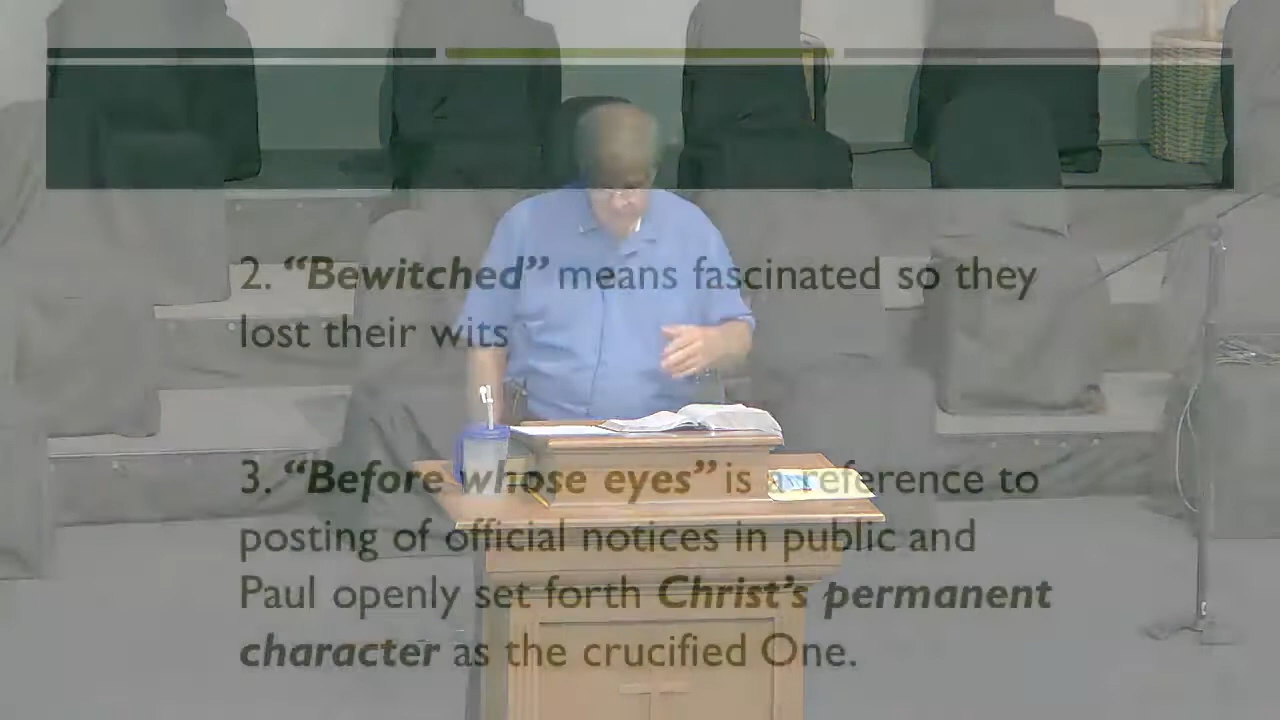 2. “Bewitched” means fascinated so they
lost their wits
3. “Before whose eyes” is a reference to
posting of official notices in public and
Paul openly set forth Christ’s permanent
character as the crucified One.